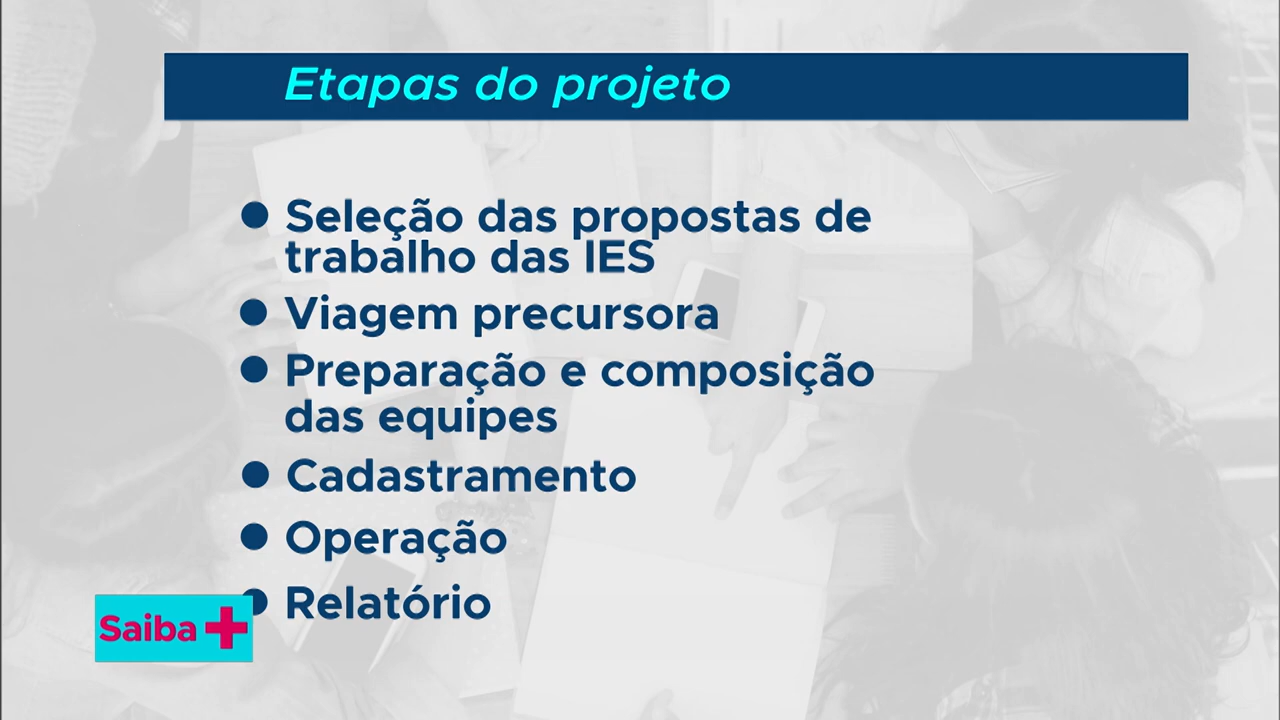 Etapas do projeto
● Seleção das propostas de
trabalho das IES
● Viagem precursora
● Preparação e composição
das equipes
● Cadastramento
● Operação
● Relatório
Saiba +